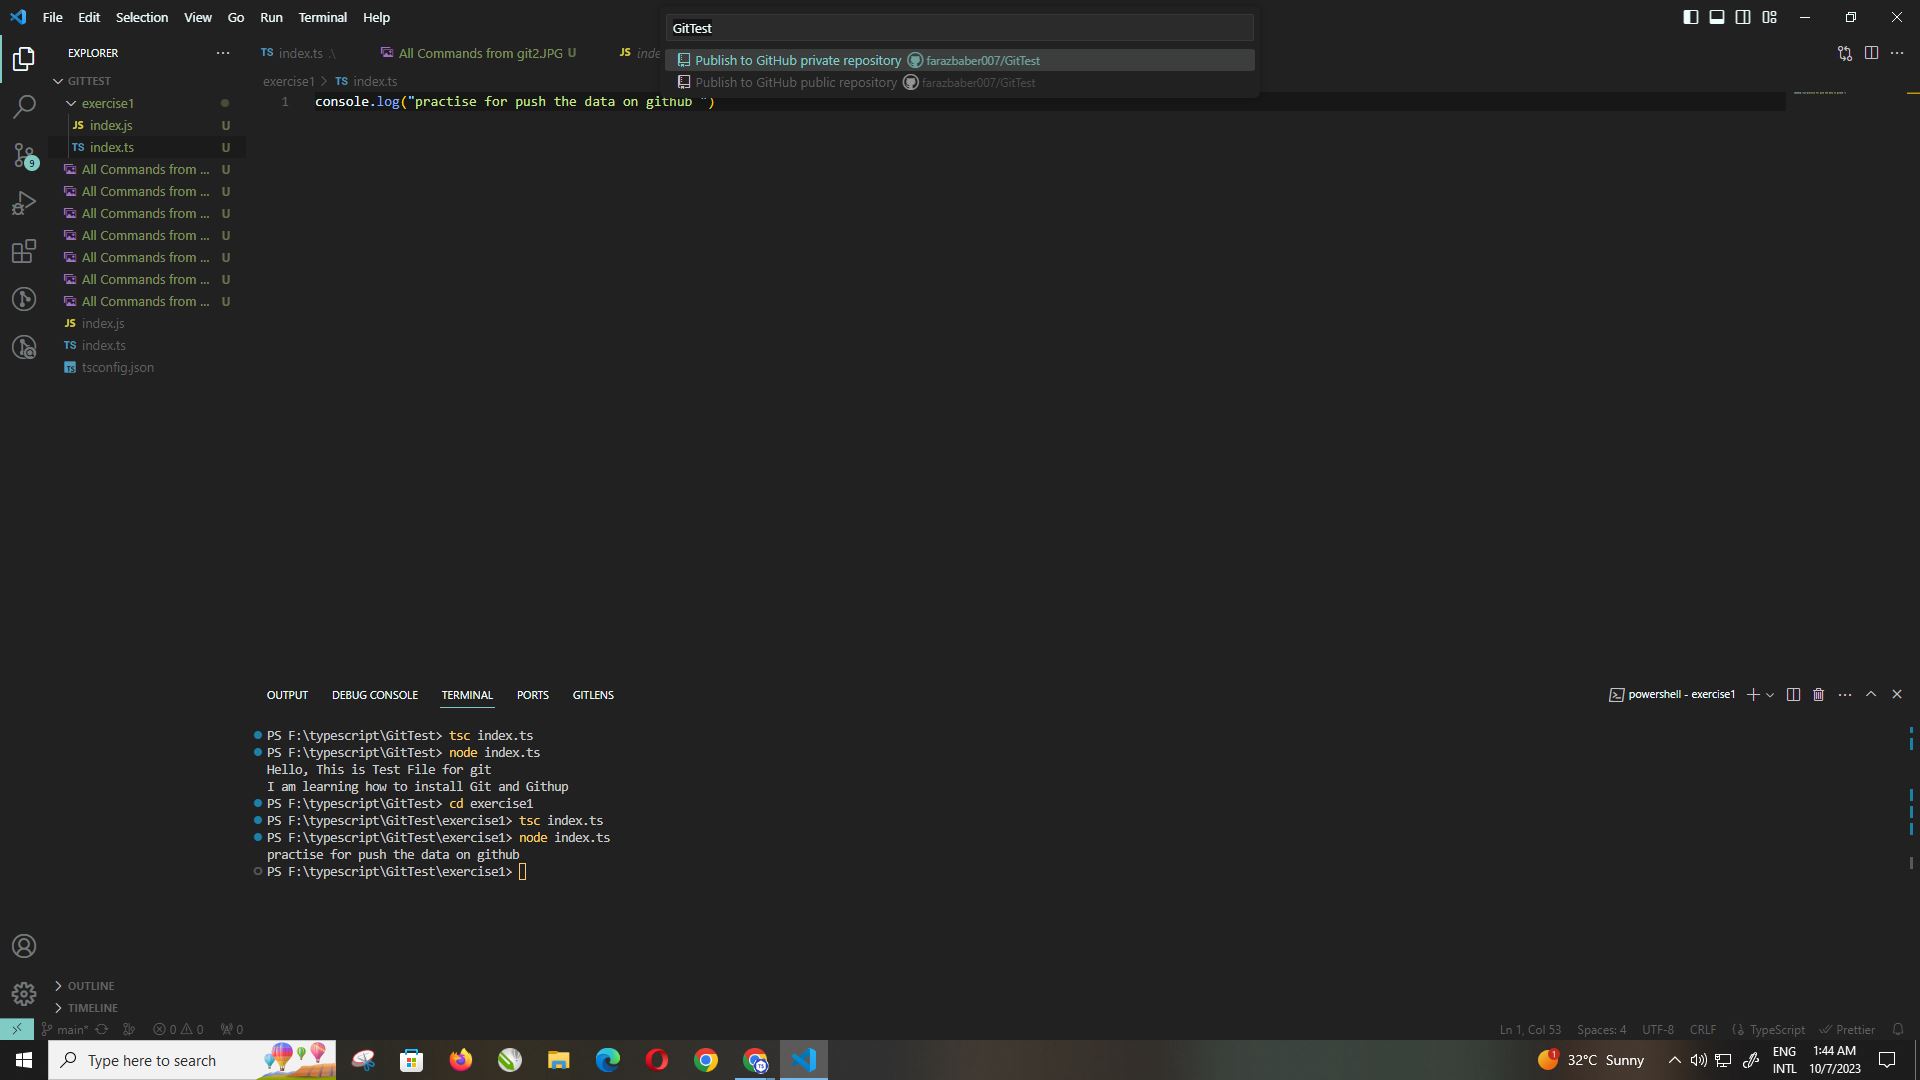 File Edit Selection View Go Run Terminal Help
GitTest
Publish to GitHub private repository farazbaber007/GitTest
Publish to GitHub public repository farazbaber007/GitTest
EXPLORER
TS index.ts .\
All Commands from git2.JPG U
JS inde
GITTEST
exercise1 > TS index.ts
exercise1
JS index.js U
TS index.ts U
All Commands from ... U
All Commands from ... U
All Commands from ... U
All Commands from ... U
All Commands from ... U
All Commands from ... U
All Commands from ... U
JS index.js
TS index.ts
tsconfig.json
9
1 console.log("practise for push the data on github ")
OUTPUT DEBUG CONSOLE TERMINAL PORTS GITLENS
powershell - exercise1
PS F:\typescript\GitTest> tsc index.ts
PS F:\typescript\GitTest> node index.ts
Hello, This is Test File for git
I am learning how to install Git and Githup
PS F:\typescript\GitTest> cd exercise1
PS F:\typescript\GitTest\exercise1> tsc index.ts
PS F:\typescript\GitTest\exercise1> node index.ts
practise for push the data on github
PS F:\typescript\GitTest\exercise1>
OUTLINE
TIMELINE
main* 0 0 0
Ln 1, Col 53 Spaces: 4 UTF-8 CRLF TypeScript Prettier
Type here to search
1
32°C Sunny
ENG
INTL
1:44 AM
10/7/2023